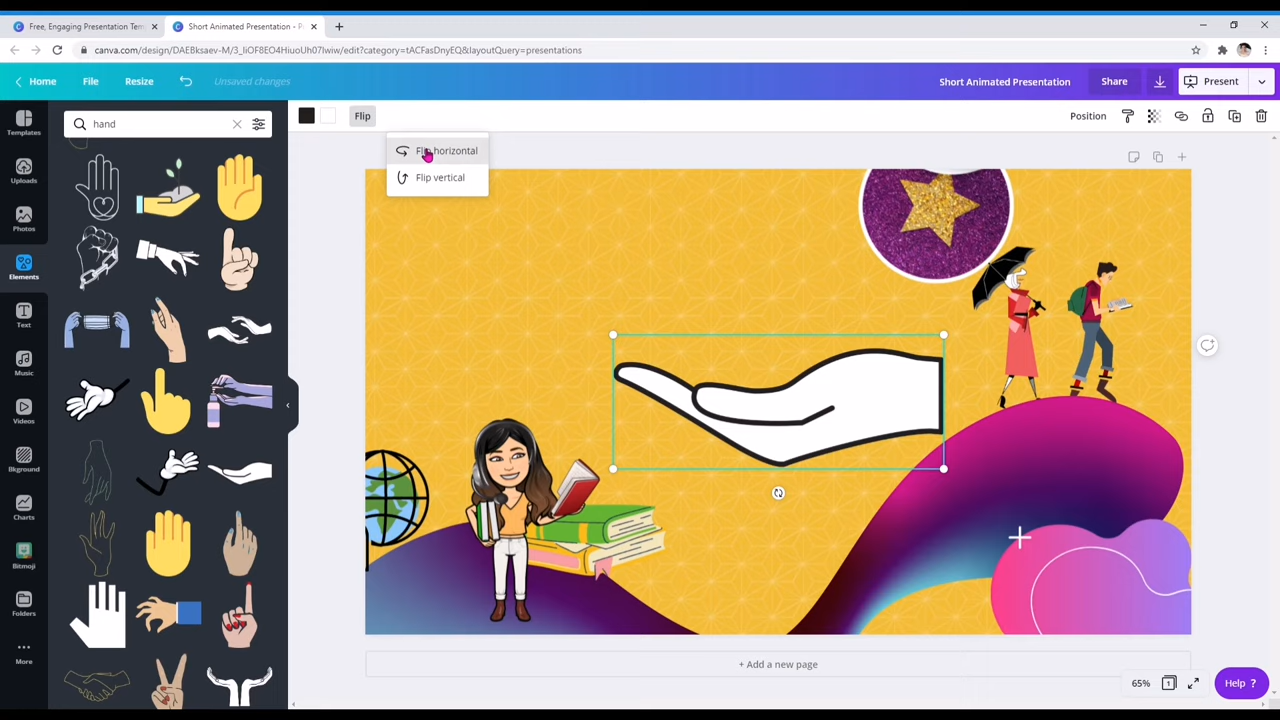 Free, Engaging Presentation Tem
Short Animated Presentation - P
canva.com/design/DAEBksaev-M/3_IiOF8EO4HiuoUh07Iwiw/edit?category=tACFasDnyEQ&layoutQuery=presentations
Home
File
Resize
Unsaved changes
Short Animated Presentation
Share
Present
Templates
Uploads
Photos
Elements
Text
Music
Videos
Bkground
Charts
Bitmoji
Folders
More
hand
Flip
Position
Flip horizontal
Flip vertical
+ Add a new page
65%
1
Help ?